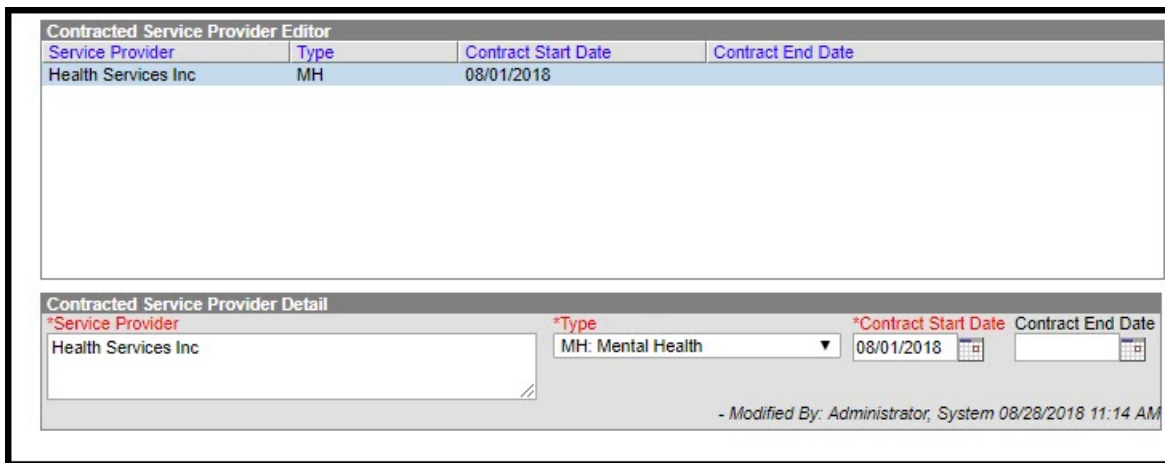 Contracted Service Provider Editor
Service Provider Type Contract Start Date Contract End Date
Health Services Inc MH 08/01/2018
Contracted Service Provider Detail
*Service Provider *Type *Contract Start Date Contract End Date
Health Services Inc MH: Mental Health 08/01/2018
- Modified By: Administrator, System 08/28/2018 11:14 AM